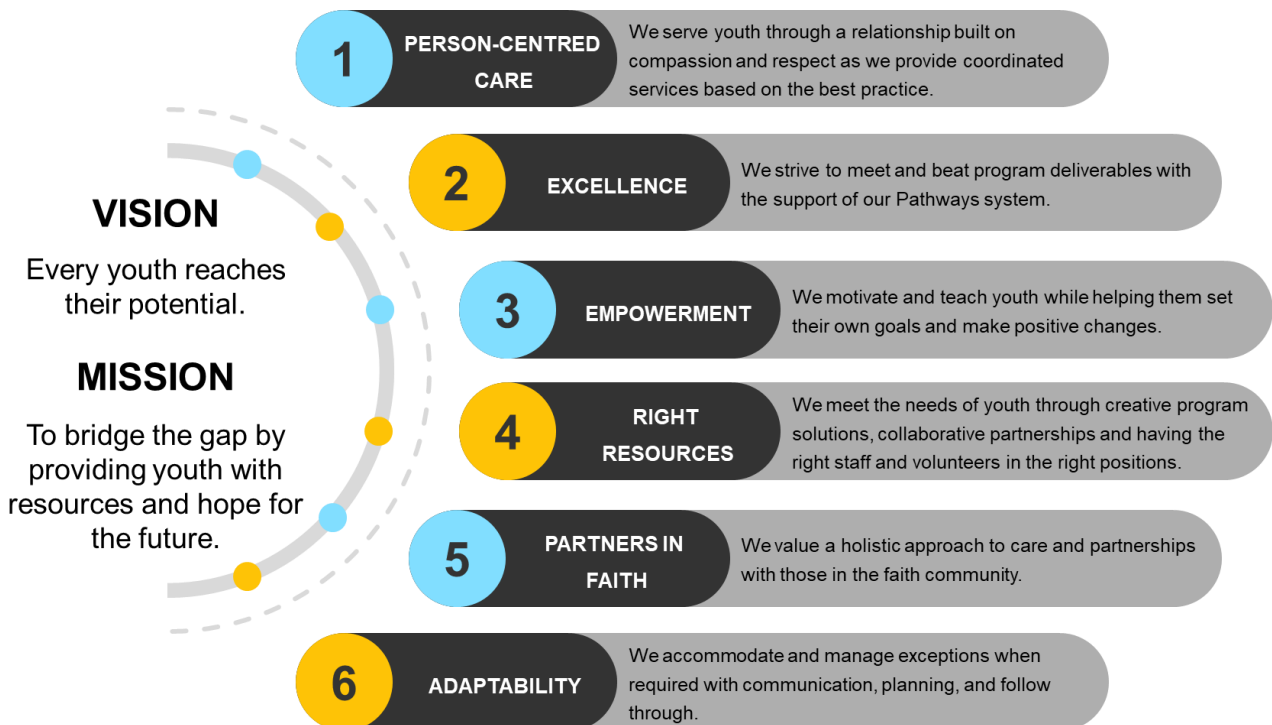 VISION
Every youth reaches
their potential.
MISSION
To bridge the gap by
providing youth with
resources and hope for
the future.
1
PERSON-CENTRED
CARE
We serve youth through a relationship built on
compassion and respect as we provide coordinated
services based on the best practice.
2
EXCELLENCE
We strive to meet and beat program deliverables with
the support of our Pathways system.
3
EMPOWERMENT
We motivate and teach youth while helping them set
their own goals and make positive changes.
4
RIGHT
RESOURCES
We meet the needs of youth through creative program
solutions, collaborative partnerships and having the
right staff and volunteers in the right positions.
5
PARTNERS IN
FAITH
We value a holistic approach to care and partnerships
with those in the faith community.
6
ADAPTABILITY
We accommodate and manage exceptions when
required with communication, planning, and follow
through.